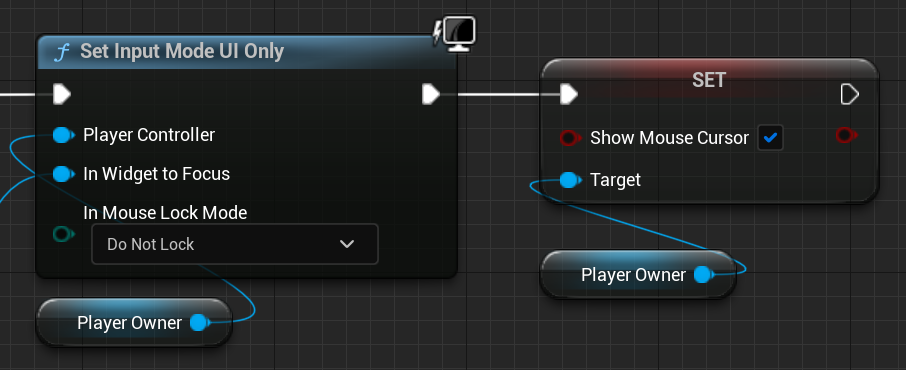 Set Input Mode UI Only
Player Controller
In Widget to Focus
In Mouse Lock Mode
Do Not Lock
Player Owner
SET
Show Mouse Cursor
Target
Player Owner